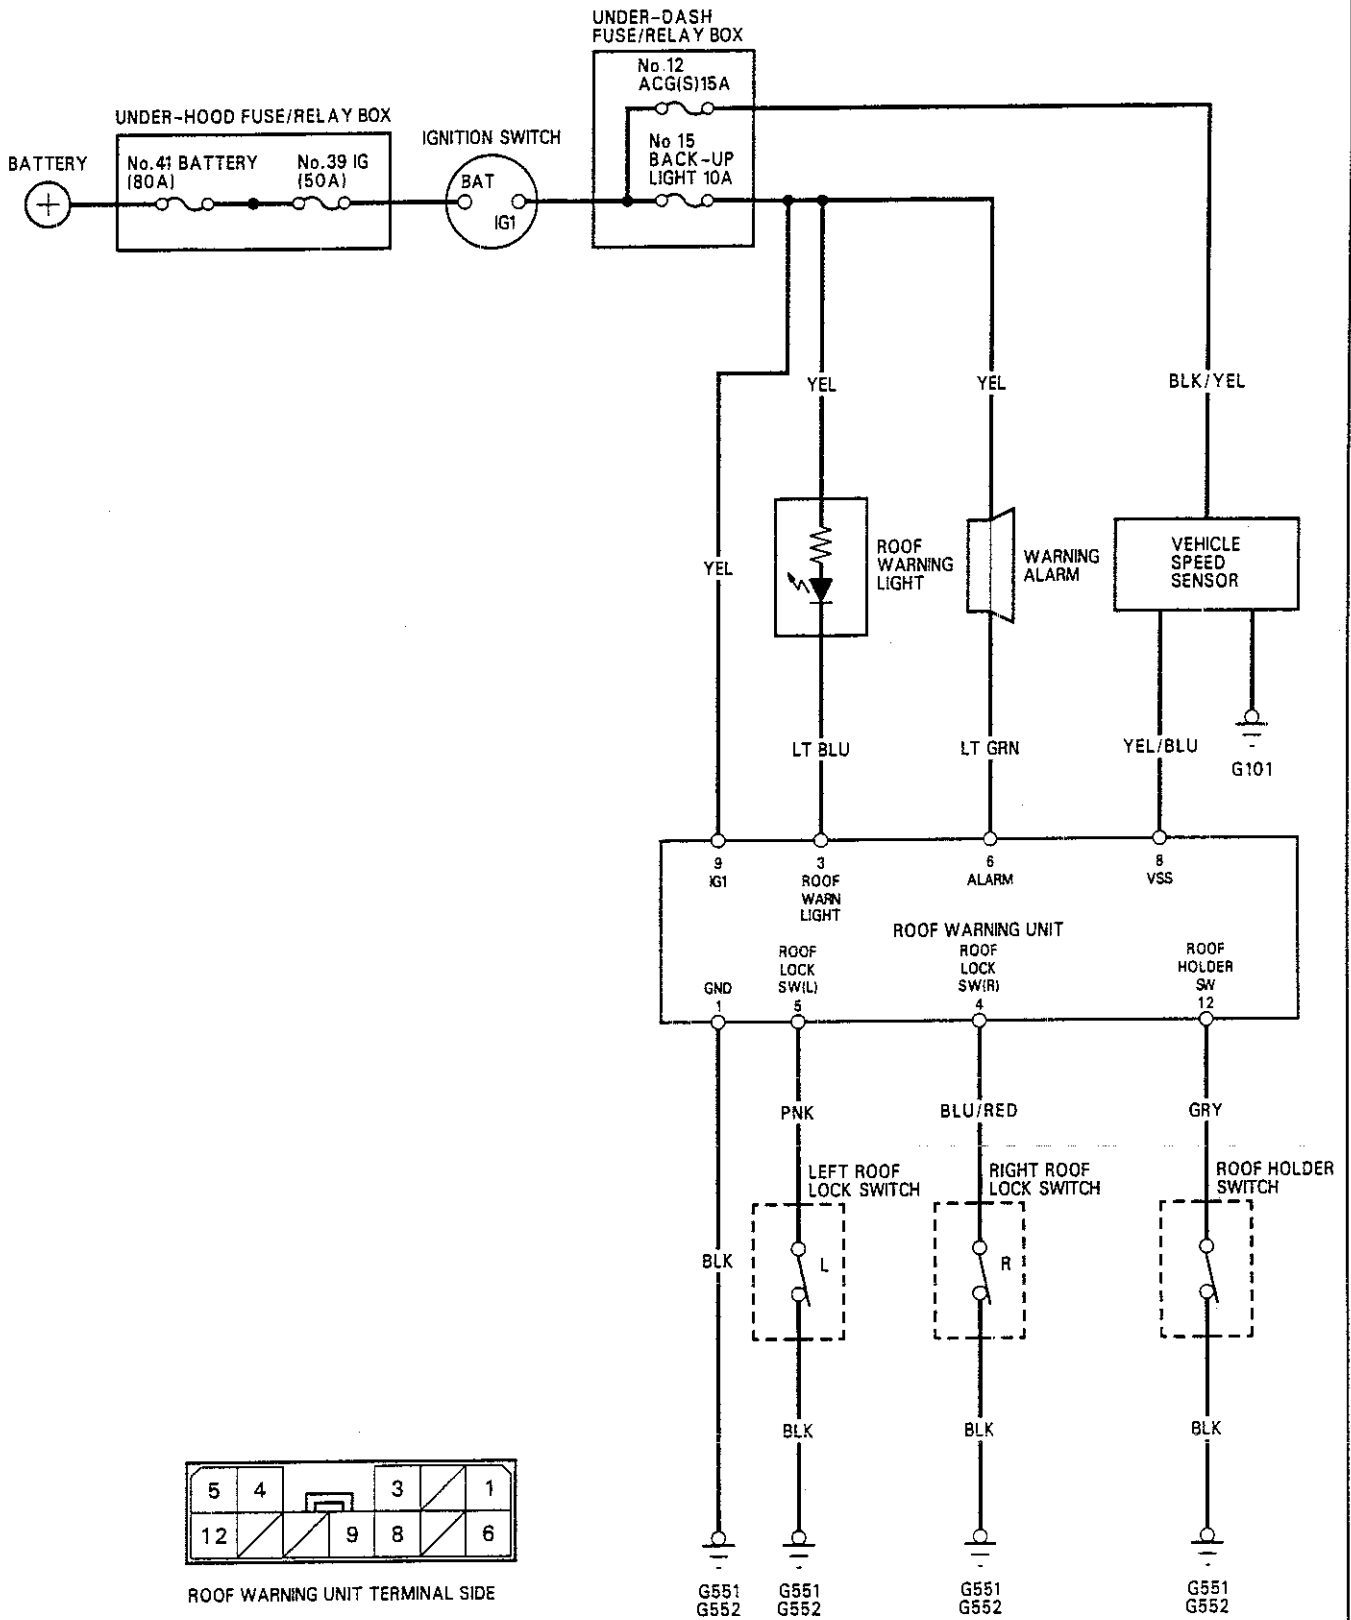 UNDER-DASH
FUSE/RELAY BOX
No.12
ACG(S)15A
UNDER-HOOD FUSE/RELAY BOX
IGNITION SWITCH
No 15
BACK-UP
LIGHT 10A
BATTERY
No.41 BATTERY
(80A)
No.39 IG
(50A)
BAT
IG1
+
YEL
YEL
BLK/YEL
YEL
ROOF
WARNING
LIGHT
WARNING
ALARM
VEHICLE
SPEED
SENSOR
LT BLU
LT GRN
YEL/BLU
G101
9
IG1
3
ROOF
WARN
LIGHT
6
ALARM
8
VSS
ROOF WARNING UNIT
GND
1
ROOF
LOCK
SW(L)
5
ROOF
LOCK
SW(R)
4
ROOF
HOLDER
SW
12
PNK
BLU/RED
GRY
LEFT ROOF
LOCK SWITCH
RIGHT ROOF
LOCK SWITCH
ROOF HOLDER
SWITCH
BLK
L
R
BLK
BLK
BLK
5 4 3 1
12 9 8 6
ROOF WARNING UNIT TERMINAL SIDE
G551
G552
G551
G552
G551
G552
G551
G552